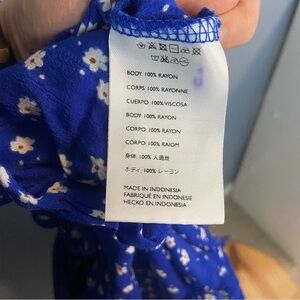 BODY: 100% RAYON
CORPS: 100% RAYONNE
CUERPO: 100% VISCOSA
BODY: 100% RAYON
CORPO: 100% RAYON
CORPO: 100% RAIOM
身体: 100% 人造丝
ボディ: 100% レーヨン
MADE IN INDONESIA
FABRIQUÉ EN INDONESIE
HECKO EN INDONESIA